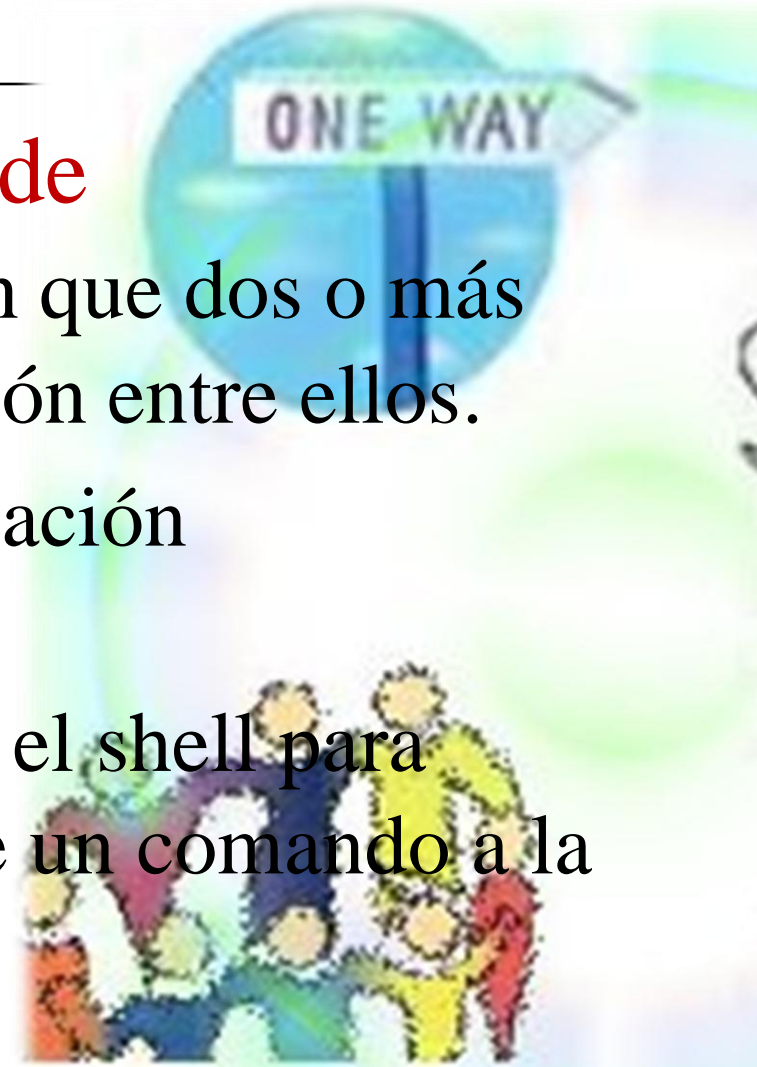 ONE WAY
de
que dos o más
ón entre ellos.
ación
el shell para
un comando a la